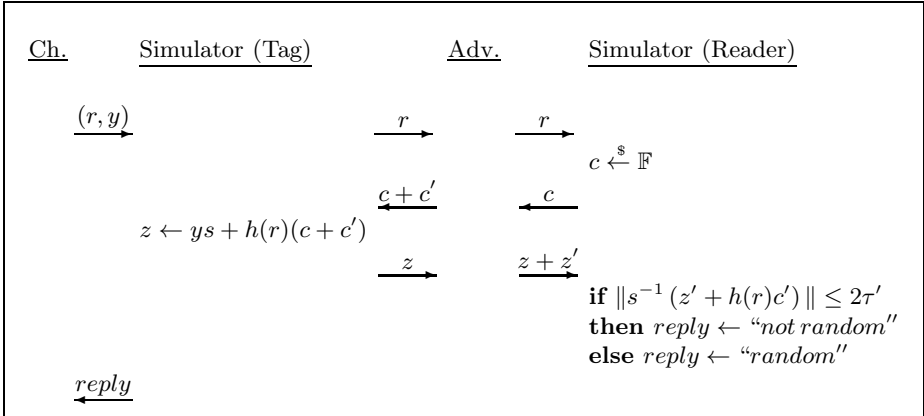 Ch. Simulator (Tag) Adv. Simulator (Reader)
(r, y) r r
c $← 𝔽
c + c′ c
z ← ys + h(r)(c + c′)
z z + z′
if ∥s⁻¹ (z′ + h(r)c′)∥ ≤ 2τ′
then reply ← “not random″
else reply ← “random″
reply